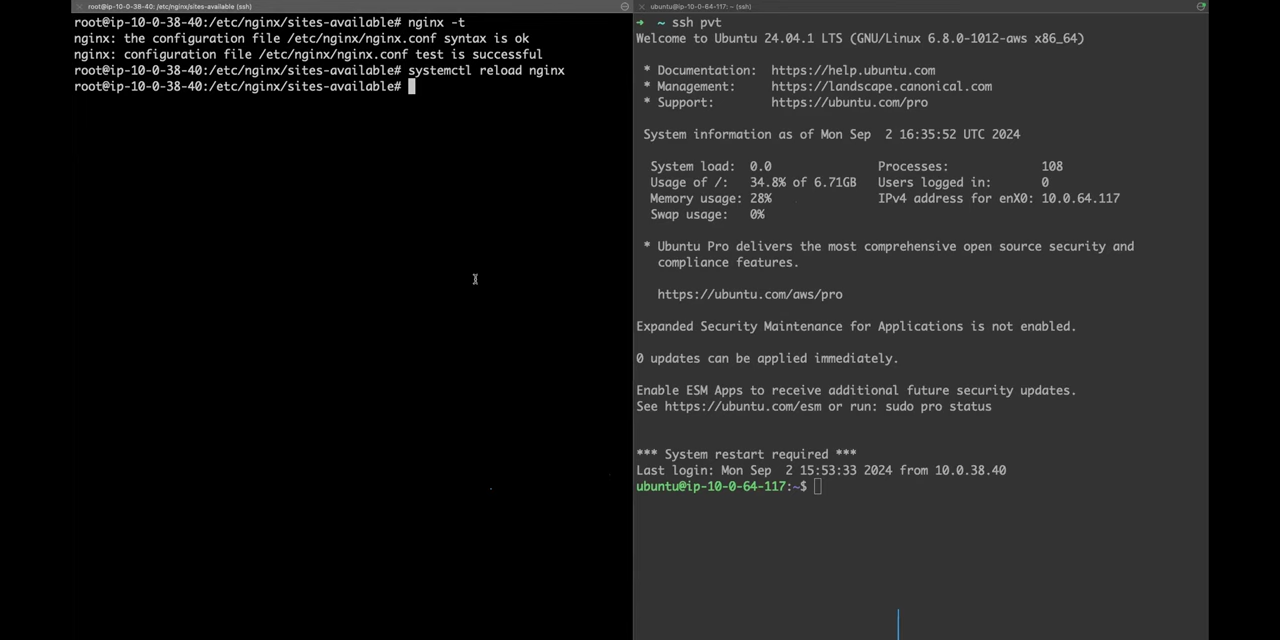 root@ip-10-0-38-40: /etc/nginx/sites-available (ssh)
root@ip-10-0-38-40:/etc/nginx/sites-available# nginx -t
nginx: the configuration file /etc/nginx/nginx.conf syntax is ok
nginx: configuration file /etc/nginx/nginx.conf test is successful
root@ip-10-0-38-40:/etc/nginx/sites-available# systemctl reload nginx
root@ip-10-0-38-40:/etc/nginx/sites-available#
ubuntu@ip-10-0-64-117: ~ (ssh)
➜ ~ ssh pvt
Welcome to Ubuntu 24.04.1 LTS (GNU/Linux 6.8.0-1012-aws x86_64)
* Documentation: https://help.ubuntu.com
* Management: https://landscape.canonical.com
* Support: https://ubuntu.com/pro
System information as of Mon Sep 2 16:35:52 UTC 2024
System load: 0.0 Processes: 108
Usage of /: 34.8% of 6.71GB Users logged in: 0
Memory usage: 28% IPv4 address for enX0: 10.0.64.117
Swap usage: 0%
* Ubuntu Pro delivers the most comprehensive open source security and
compliance features.
https://ubuntu.com/aws/pro
Expanded Security Maintenance for Applications is not enabled.
0 updates can be applied immediately.
Enable ESM Apps to receive additional future security updates.
See https://ubuntu.com/esm or run: sudo pro status
*** System restart required ***
Last login: Mon Sep 2 15:53:33 2024 from 10.0.38.40
ubuntu@ip-10-0-64-117:~$